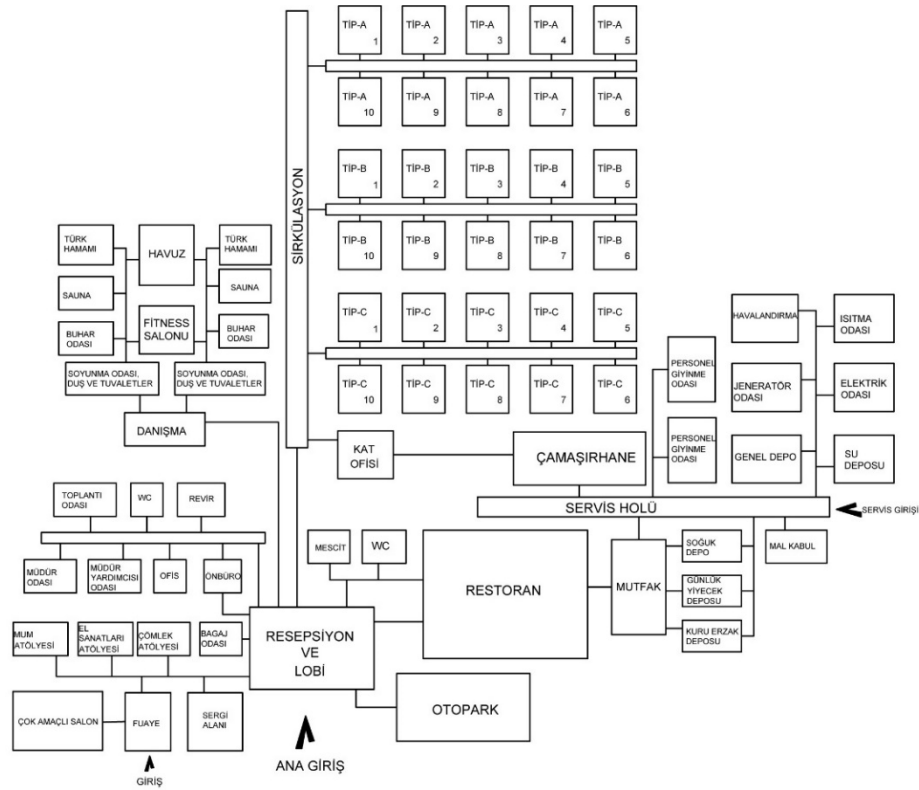 TİP-A
1
TİP-A
2
TİP-A
3
TİP-A
4
TİP-A
5
TİP-A
10
TİP-A
9
TİP-A
8
TİP-A
7
TİP-A
6
TİP-B
1
TİP-B
2
TİP-B
3
TİP-B
4
TİP-B
5
TİP-B
10
TİP-B
9
TİP-B
8
TİP-B
7
TİP-B
6
TİP-C
1
TİP-C
2
TİP-C
3
TİP-C
4
TİP-C
5
TİP-C
10
TİP-C
9
TİP-C
8
TİP-C
7
TİP-C
6
SİRKÜLASYON
TÜRK
HAMAMI
HAVUZ
TÜRK
HAMAMI
SAUNA
SAUNA
BUHAR
ODASI
FİTNESS
SALONU
BUHAR
ODASI
SOYUNMA ODASI,
DUŞ VE TUVALETLER
SOYUNMA ODASI,
DUŞ VE TUVALETLER
DANIŞMA
KAT
OFİSİ
ÇAMAŞIRHANE
PERSONEL
GİYİNME
ODASI
PERSONEL
GİYİNME
ODASI
HAVALANDIRMA
ISITMA
ODASI
JENERATÖR
ODASI
ELEKTRİK
ODASI
GENEL DEPO
SU
DEPOSU
SERVİS HOLÜ
SERVİS GİRİŞİ
TOPLANTI
ODASI
WC
REVİR
MÜDÜR
ODASI
MÜDÜR
YARDIMCISI
ODASI
OFİS
ÖNBÜRO
MESCİT
WC
RESTORAN
MUTFAK
SOĞUK
DEPO
MAL KABUL
GÜNLÜK
YİYECEK
DEPOSU
KURU ERZAK
DEPOSU
MUM
ATÖLYESİ
EL
SANATLARI
ATÖLYESİ
ÇÖMLEK
ATÖLYESİ
BAGAJ
ODASI
RESEPSİYON
VE
LOBİ
ÇOK AMAÇLI SALON
FUAYE
SERGİ
ALANI
OTOPARK
GİRİŞ
ANA GİRİŞ